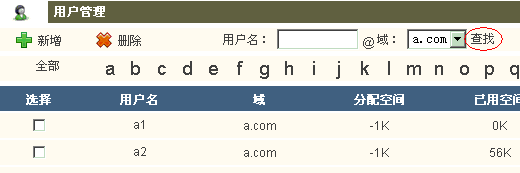 用户管理
新增 删除 用户名： @域： a.com 查找
全部 a b c d e f g h i j k l m n o p q
选择 用户名 域 分配空间 已用空间
a1 a.com -1K 0K
a2 a.com -1K 56K